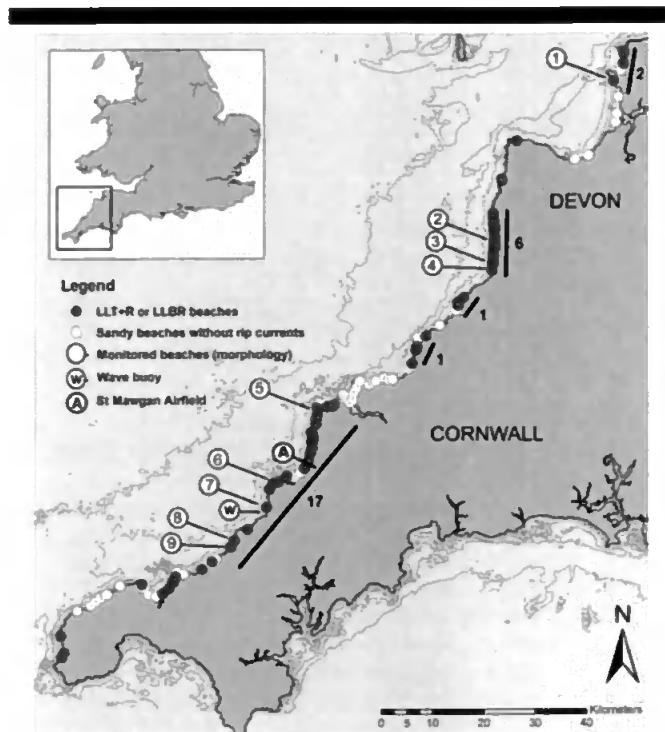 1
2
DEVON
2
3
6
4
Legend
LLT+R or LLBR beaches
1
Sandy beaches without rip currents
Monitored beaches (morphology)
1
W Wave buoy
A St Mawgan Airfield
5
CORNWALL
A
6
7
17
W
8
9
N
Kilometers
0 5 10 20 30 40